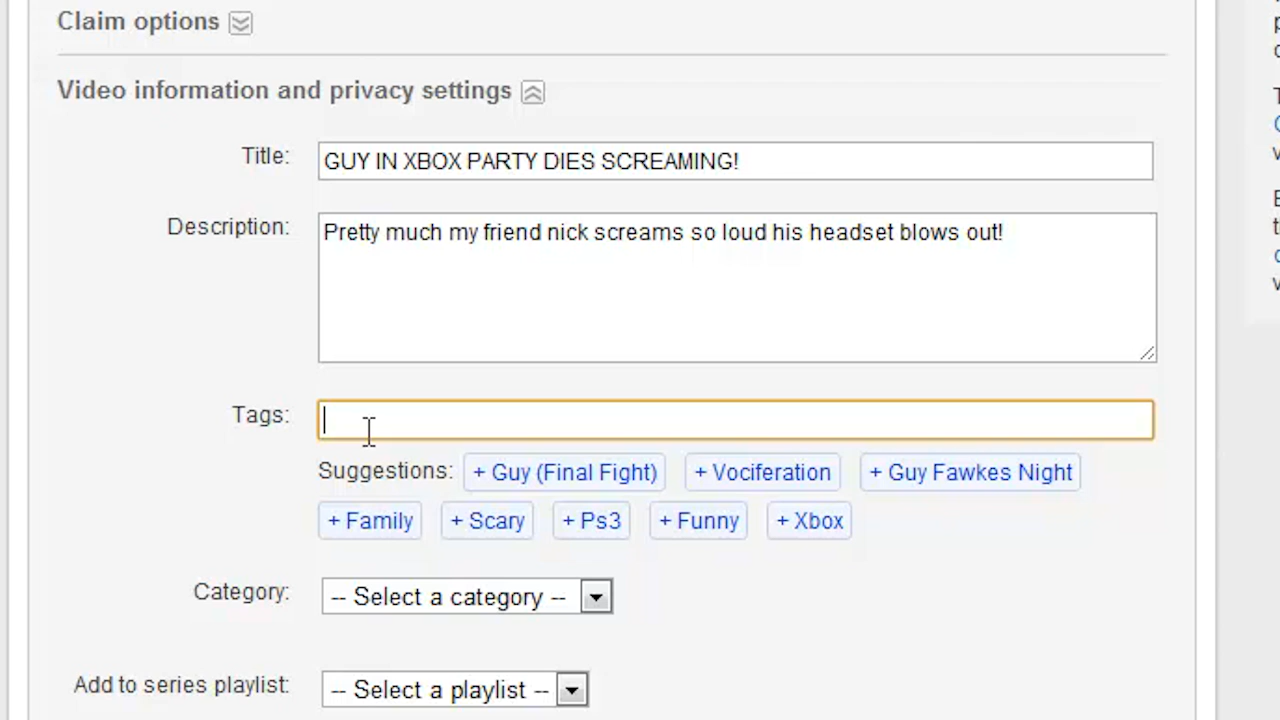 Claim options
Video information and privacy settings
Title: GUY IN XBOX PARTY DIES SCREAMING!
Description: Pretty much my friend nick screams so loud his headset blows out!
Tags:
Suggestions: + Guy (Final Fight) + Vociferation + Guy Fawkes Night
+ Family + Scary + Ps3 + Funny + Xbox
Category: -- Select a category --
Add to series playlist: -- Select a playlist --